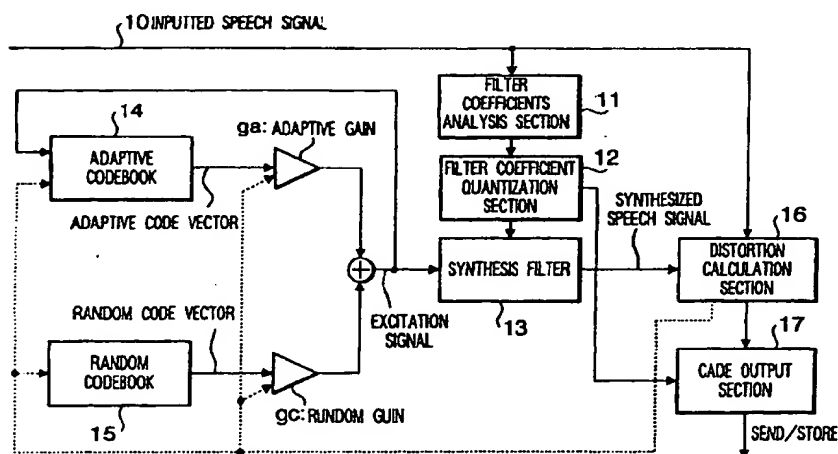 10 INPUTTED SPEECH SIGNAL
FILTER
COEFFICIENTS
ANALYSIS SECTION
11
14
ga: ADAPTIVE GAIN
12
ADAPTIVE
CODEBOOK
FILTER COEFFICIENT
QUANTIZATION
SECTION
SYNTHESIZED
SPEECH SIGNAL
16
ADAPTIVE CODE VECTOR
DISTORTION
CALCULATION
SECTION
SYNTHESIS FILTER
RANDOM CODE VECTOR
EXCITATION
SIGNAL
13
17
RANDOM
CODEBOOK
CADE OUTPUT
SECTION
15
gc: RUNDOM GUIN
SEND/STORE